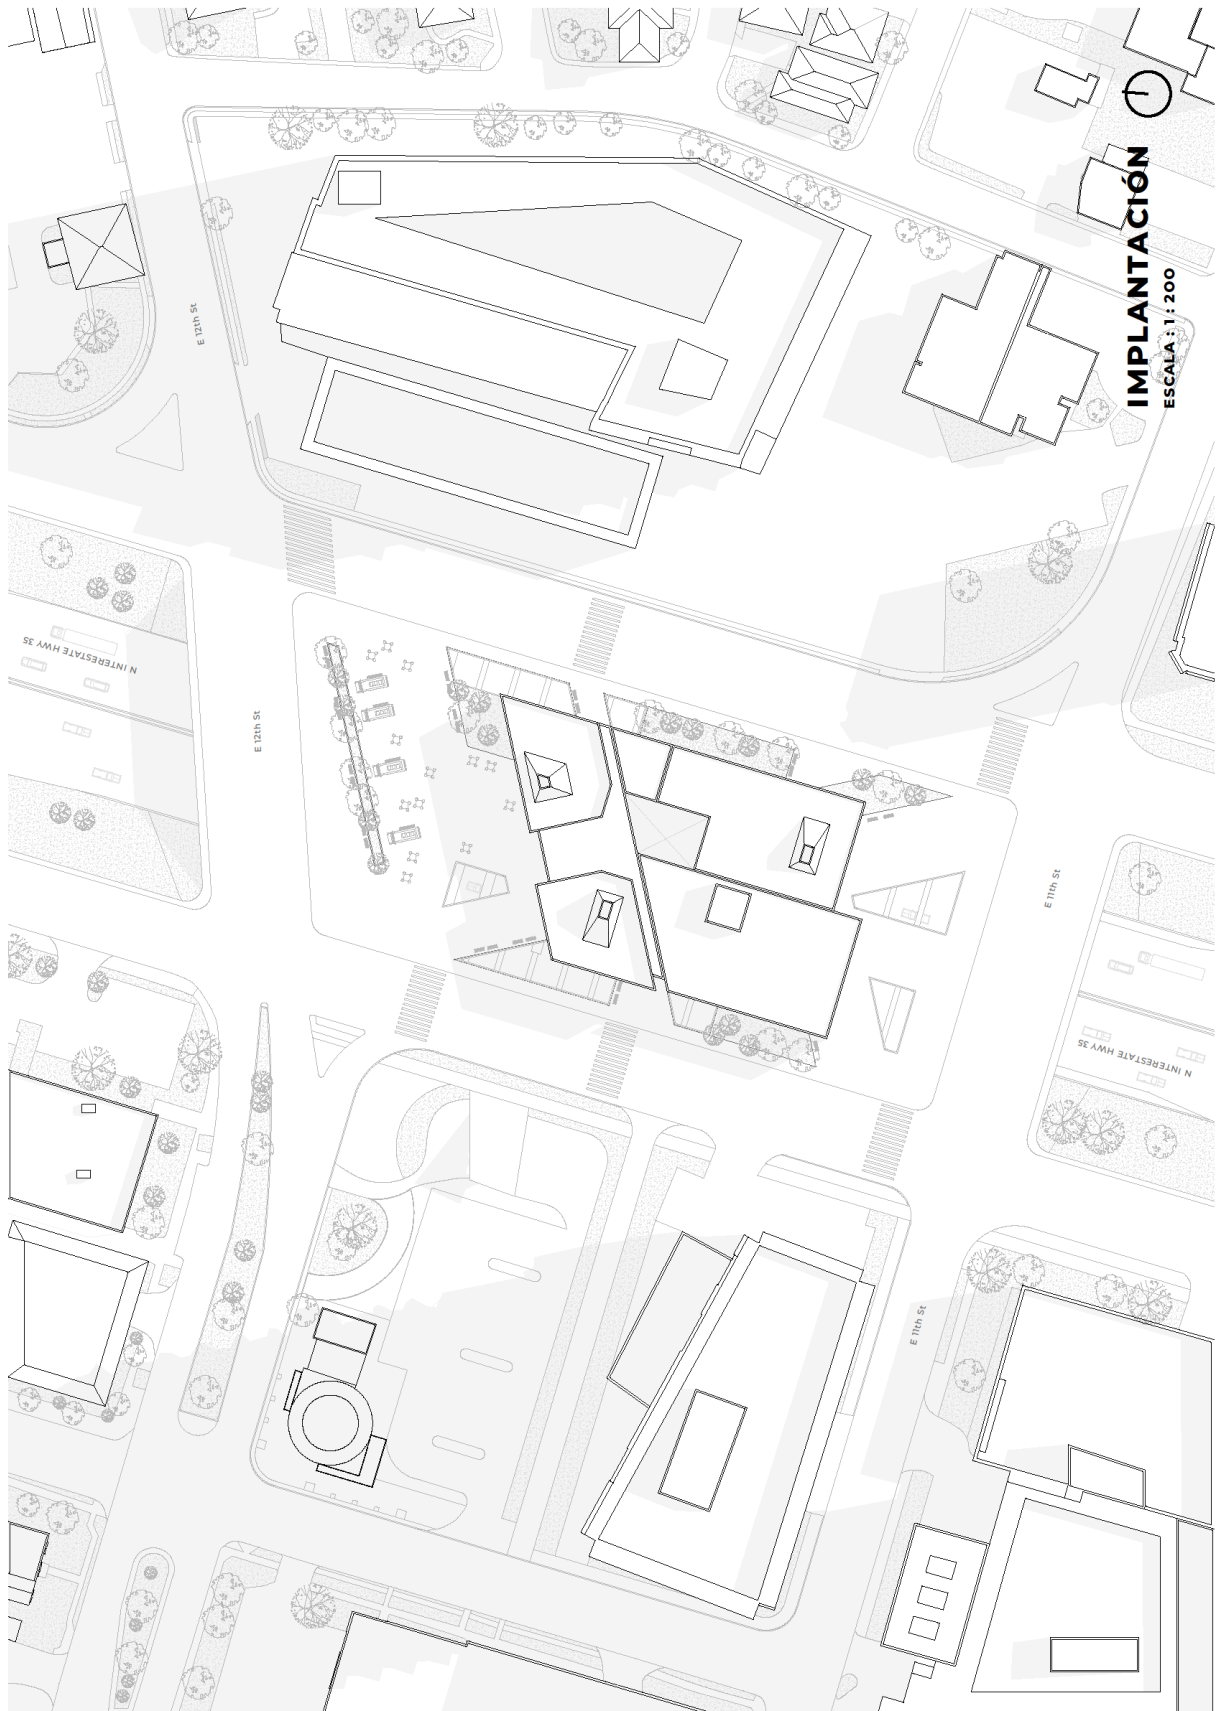 IMPLANTACIÓN
ESCALA : 1 : 200
E 12th St
N INTERESTATE HWY 35
E 12th St
E 11th St
N INTERESTATE HWY 35
E 11th St